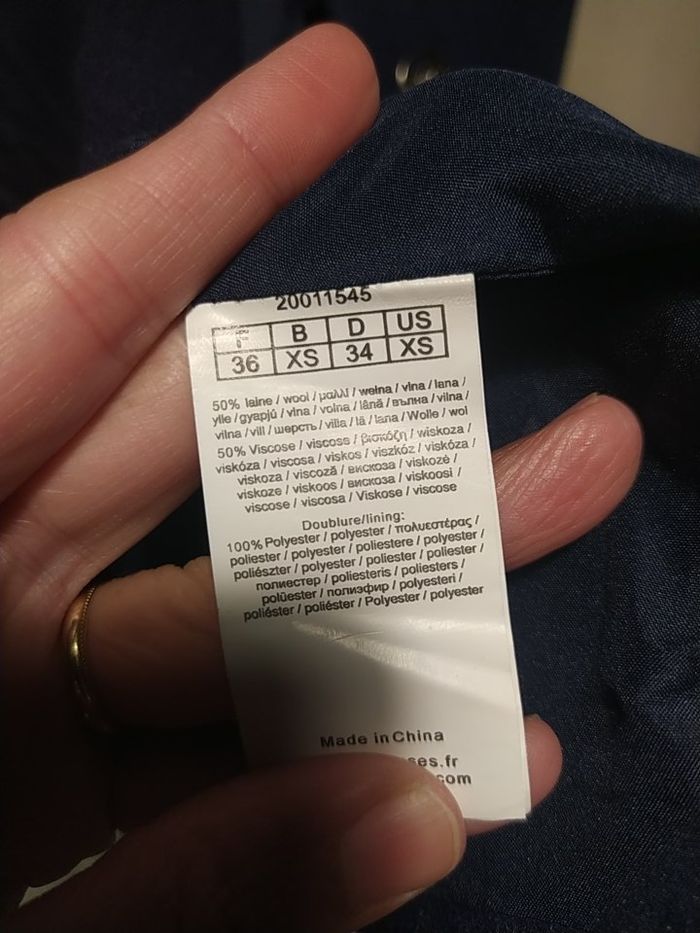 20011545
F B D US
36 XS 34 XS
50% laine / wool / μαλλί / wełna / vlna / lana /
ylle / gyapjú / vlna / volna / lână / вълна / vilna /
vilna / vill / шерсть / villa / lã / lana / Wolle / wol
50% Viscose / viscose / βισκόζη / wiskoza /
viskóza / viscosa / viskos / viszkóz / viskóza /
viskoza / viscoză / вискоза / viskozė /
viskoze / viskoos / вискоза / viskoosi /
viscose / viscosa / Viskose / viscose
Doublure/lining:
100% Polyester / polyester / πολυεστέρας /
poliester / polyester / poliestere / polyester /
poliészter / polyester / poliester / poliester /
полиестер / poliesteris / poliesters /
polüester / полиэфир / polyesteri /
poliéster / poliéster / Polyester / polyester
Made in China
ses.fr
com